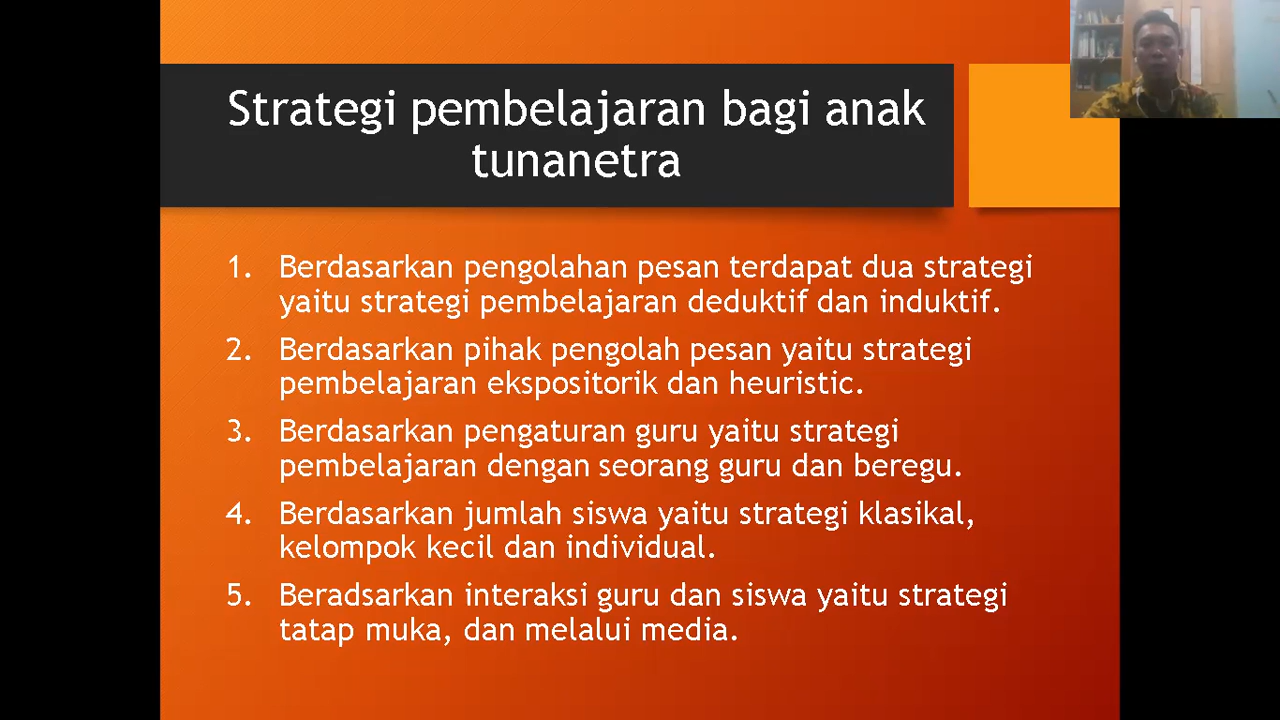 Strategi pembelajaran bagi anak
tunanetra
1. Berdasarkan pengolahan pesan terdapat dua strategi
yaitu strategi pembelajaran deduktif dan induktif.
2. Berdasarkan pihak pengolah pesan yaitu strategi
pembelajaran ekspositorik dan heuristic.
3. Berdasarkan pengaturan guru yaitu strategi
pembelajaran dengan seorang guru dan beregu.
4. Berdasarkan jumlah siswa yaitu strategi klasikal,
kelompok kecil dan individual.
5. Beradsarkan interaksi guru dan siswa yaitu strategi
tatap muka, dan melalui media.